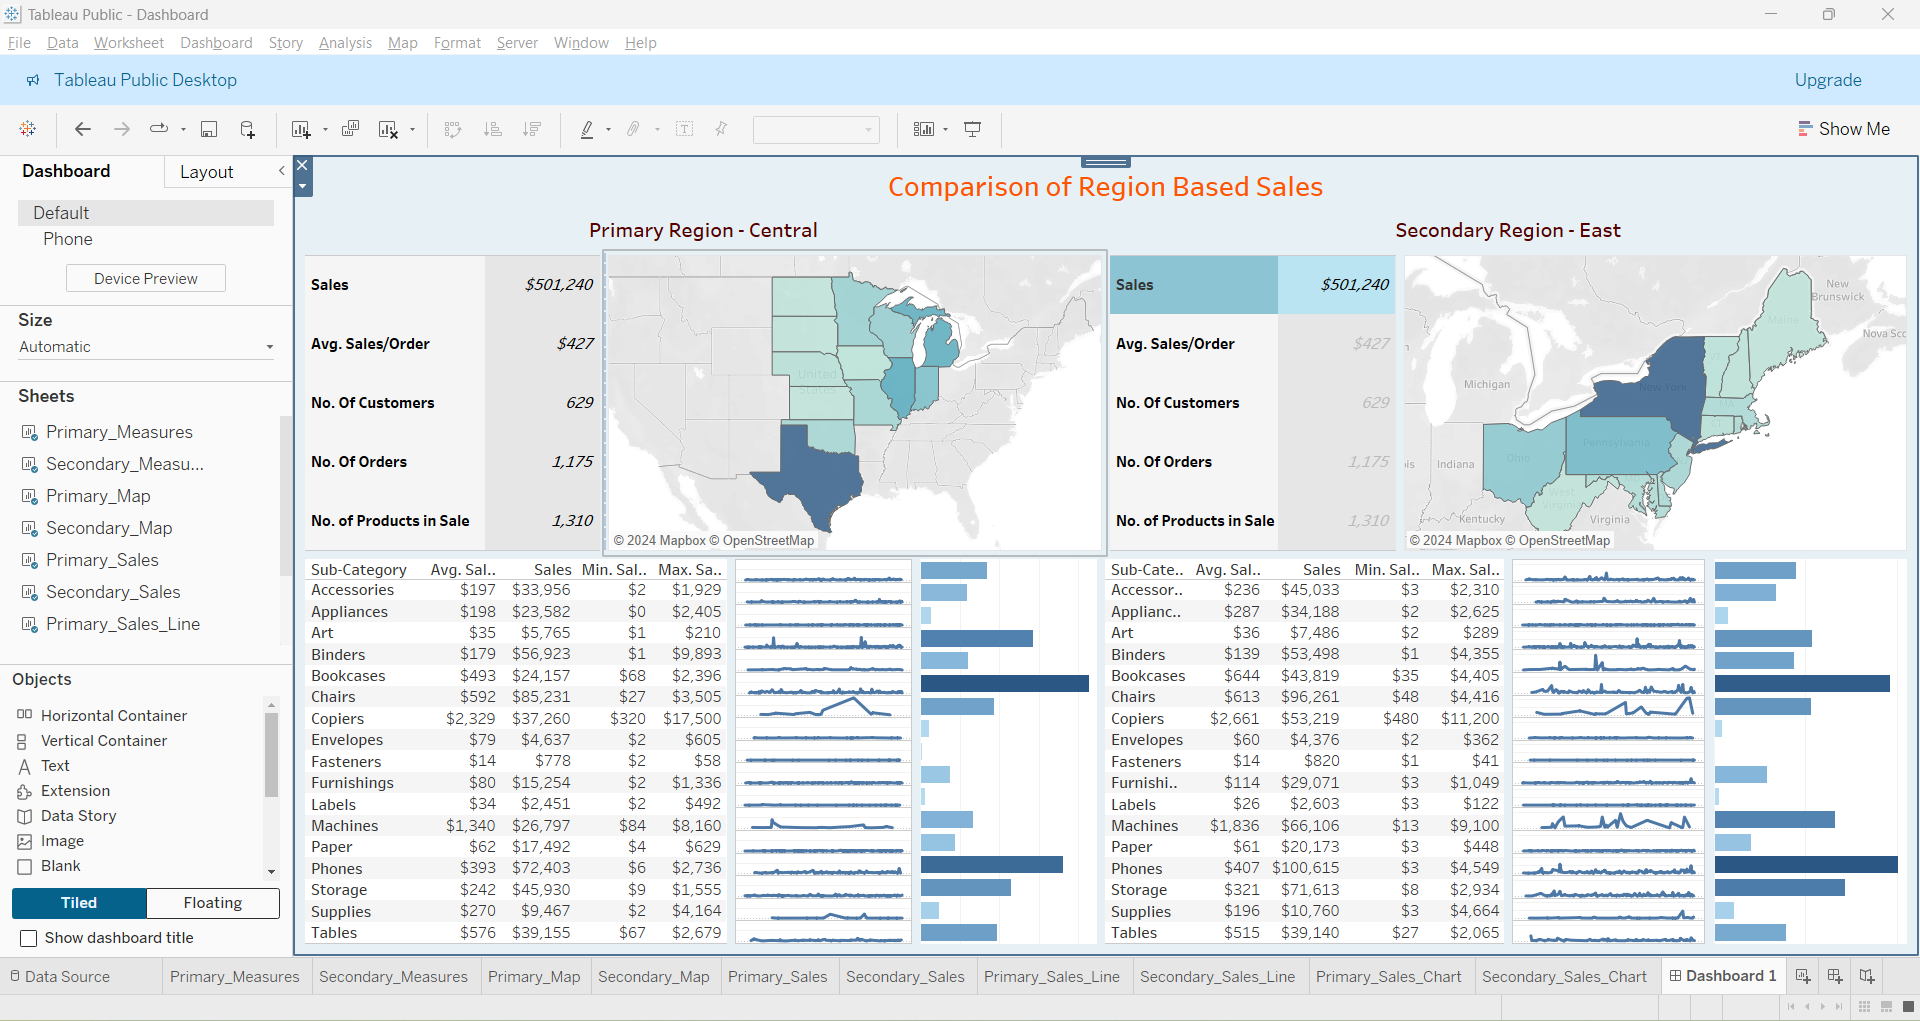 Tableau Public - Dashboard
File Data Worksheet Dashboard Story Analysis Map Format Server Window Help
Tableau Public Desktop Upgrade
Show Me
Dashboard Layout
Default
Phone
Device Preview
Size
Automatic
Sheets
Primary_Measures
Secondary_Measu...
Primary_Map
Secondary_Map
Primary_Sales
Secondary_Sales
Primary_Sales_Line
Objects
Horizontal Container
Vertical Container
Text
Extension
Data Story
Image
Blank
Tiled Floating
Show dashboard title
Comparison of Region Based Sales
Primary Region - Central
Sales $501,240
Avg. Sales/Order $427
No. Of Customers 629
No. Of Orders 1,175
No. of Products in Sale 1,310
United
States
© 2024 Mapbox © OpenStreetMap
Secondary Region - East
Sales $501,240
Avg. Sales/Order $427
No. Of Customers 629
No. Of Orders 1,175
No. of Products in Sale 1,310
New
Brunswick
Maine
Nova Sc
Michigan
New York
Pennsylvania
Ohio
Indiana
West
Virginia
Kentucky
Virginia
© 2024 Mapbox © OpenStreetMap
Sub-Category Avg. Sal.. Sales Min. Sal.. Max. Sa..
Accessories $197 $33,956 $2 $1,929
Appliances $198 $23,582 $0 $2,405
Art $35 $5,765 $1 $210
Binders $179 $56,923 $1 $9,893
Bookcases $493 $24,157 $68 $2,396
Chairs $592 $85,231 $27 $3,505
Copiers $2,329 $37,260 $320 $17,500
Envelopes $79 $4,637 $2 $605
Fasteners $14 $778 $2 $58
Furnishings $80 $15,254 $2 $1,336
Labels $34 $2,451 $2 $492
Machines $1,340 $26,797 $84 $8,160
Paper $62 $17,492 $4 $629
Phones $393 $72,403 $6 $2,736
Storage $242 $45,930 $9 $1,555
Supplies $270 $9,467 $2 $4,164
Tables $576 $39,155 $67 $2,679
Sub-Cate.. Avg. Sal.. Sales Min. Sal.. Max. Sal..
Accessor.. $236 $45,033 $3 $2,310
Applianc.. $287 $34,188 $2 $2,625
Art $36 $7,486 $2 $289
Binders $139 $53,498 $1 $4,355
Bookcases $644 $43,819 $35 $4,405
Chairs $613 $96,261 $48 $4,416
Copiers $2,661 $53,219 $480 $11,200
Envelopes $60 $4,376 $2 $362
Fasteners $14 $820 $1 $41
Furnishi.. $114 $29,071 $3 $1,049
Labels $26 $2,603 $3 $122
Machines $1,836 $66,106 $13 $9,100
Paper $61 $20,173 $3 $448
Phones $407 $100,615 $3 $4,549
Storage $321 $71,613 $8 $2,934
Supplies $196 $10,760 $3 $4,664
Tables $515 $39,140 $27 $2,065
Data Source Primary_Measures Secondary_Measures Primary_Map Secondary_Map Primary_Sales Secondary_Sales Primary_Sales_Line Secondary_Sales_Line Primary_Sales_Chart Secondary_Sales_Chart Dashboard 1